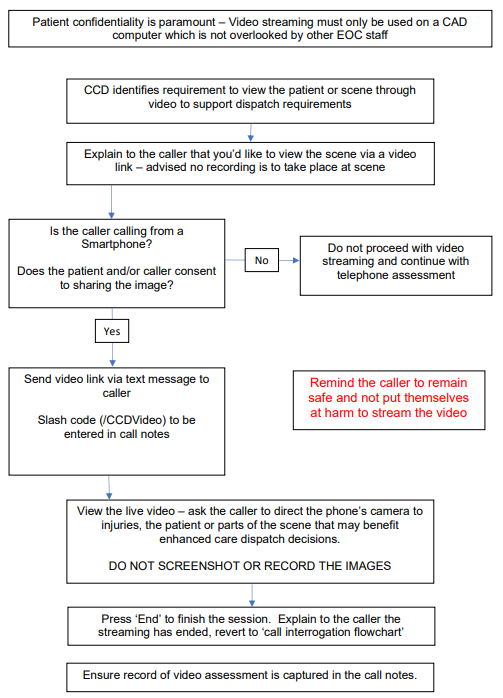 Patient confidentiality is paramount – Video streaming must only be used on a CAD
computer which is not overlooked by other EOC staff
CCD identifies requirement to view the patient or scene through
video to support dispatch requirements
Explain to the caller that you'd like to view the scene via a video
link – advised no recording is to take place at scene
Is the caller calling from a
Smartphone?
Does the patient and/or caller consent
to sharing the image?
No
Do not proceed with video
streaming and continue with
telephone assessment
Yes
Send video link via text message to
caller
Slash code (/CCDVideo) to be
entered in call notes
Remind the caller to remain
safe and not put themselves
at harm to stream the video
View the live video – ask the caller to direct the phone's camera to
injuries, the patient or parts of the scene that may benefit
enhanced care dispatch decisions.
DO NOT SCREENSHOT OR RECORD THE IMAGES
Press 'End' to finish the session. Explain to the caller the
streaming has ended, revert to 'call interrogation flowchart'
Ensure record of video assessment is captured in the call notes.